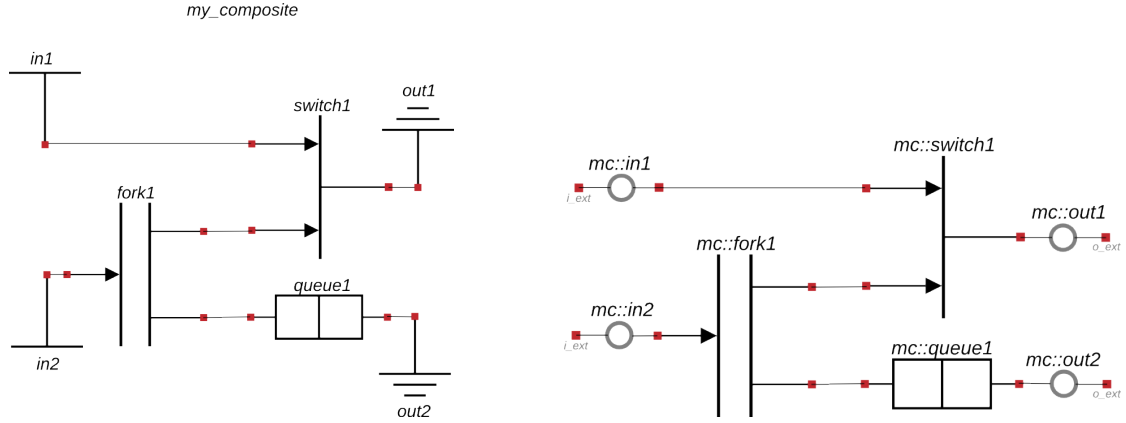 my_composite
in1
out1
switch1
fork1
queue1
in2
out2
mc::switch1
mc::in1
i_ext
mc::out1
o_ext
mc::fork1
mc::in2
i_ext
mc::queue1
mc::out2
o_ext